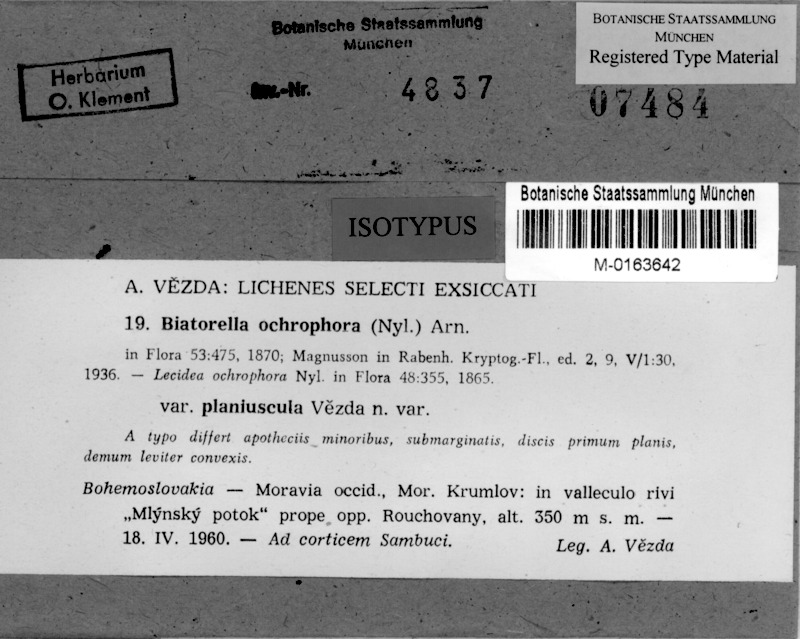 Botanische Staatssammlung
München
BOTANISCHE STAATSSAMMLUNG
MÜNCHEN
Registered Type Material
Herbarium
O. Klement
Inv.-Nr. 4837
07484
ISOTYPUS
Botanische Staatssammlung München
M-0163642
A. VĚZDA: LICHENES SELECTI EXSICCATI
19. Biatorella ochrophora (Nyl.) Arn.
in Flora 53:475, 1870; Magnusson in Rabenh. Kryptog.-Fl., ed. 2, 9, V/1:30,
1936. — Lecidea ochrophora Nyl. in Flora 48:355, 1865.
var. planiuscula Vězda n. var.
A typo differt apotheciis minoribus, submarginatis, discis primum planis,
demum leviter convexis.
Bohemoslovakia — Moravia occid., Mor. Krumlov: in valleculo rivi
„Mlýnský potok“ prope opp. Rouchovany, alt. 350 m s. m. —
18. IV. 1960. — Ad corticem Sambuci. Leg. A. Vězda